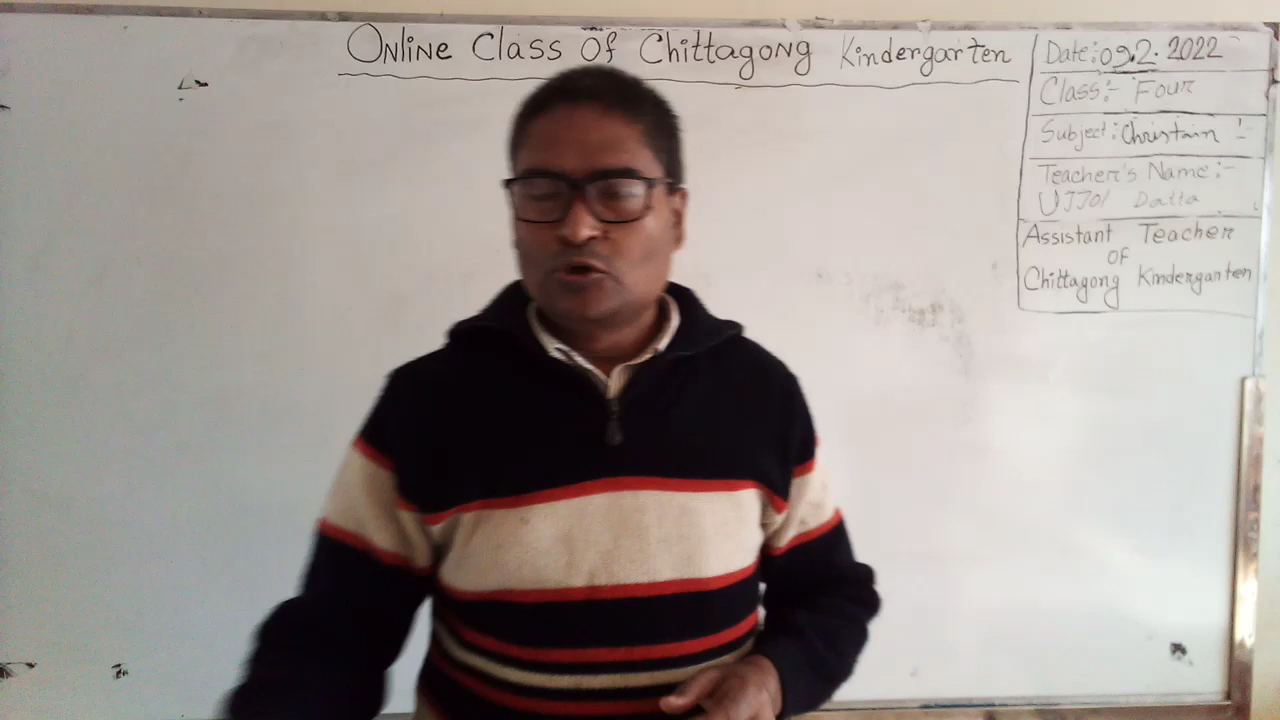 Online Class Of Chittagong Kindergarten
Date: 09.2.2022
Class:- Four
Subject: Christain :-
Teacher's Name:-
UJJol Datta
Assistant Teacher
OF
Chittagong Kindergarten